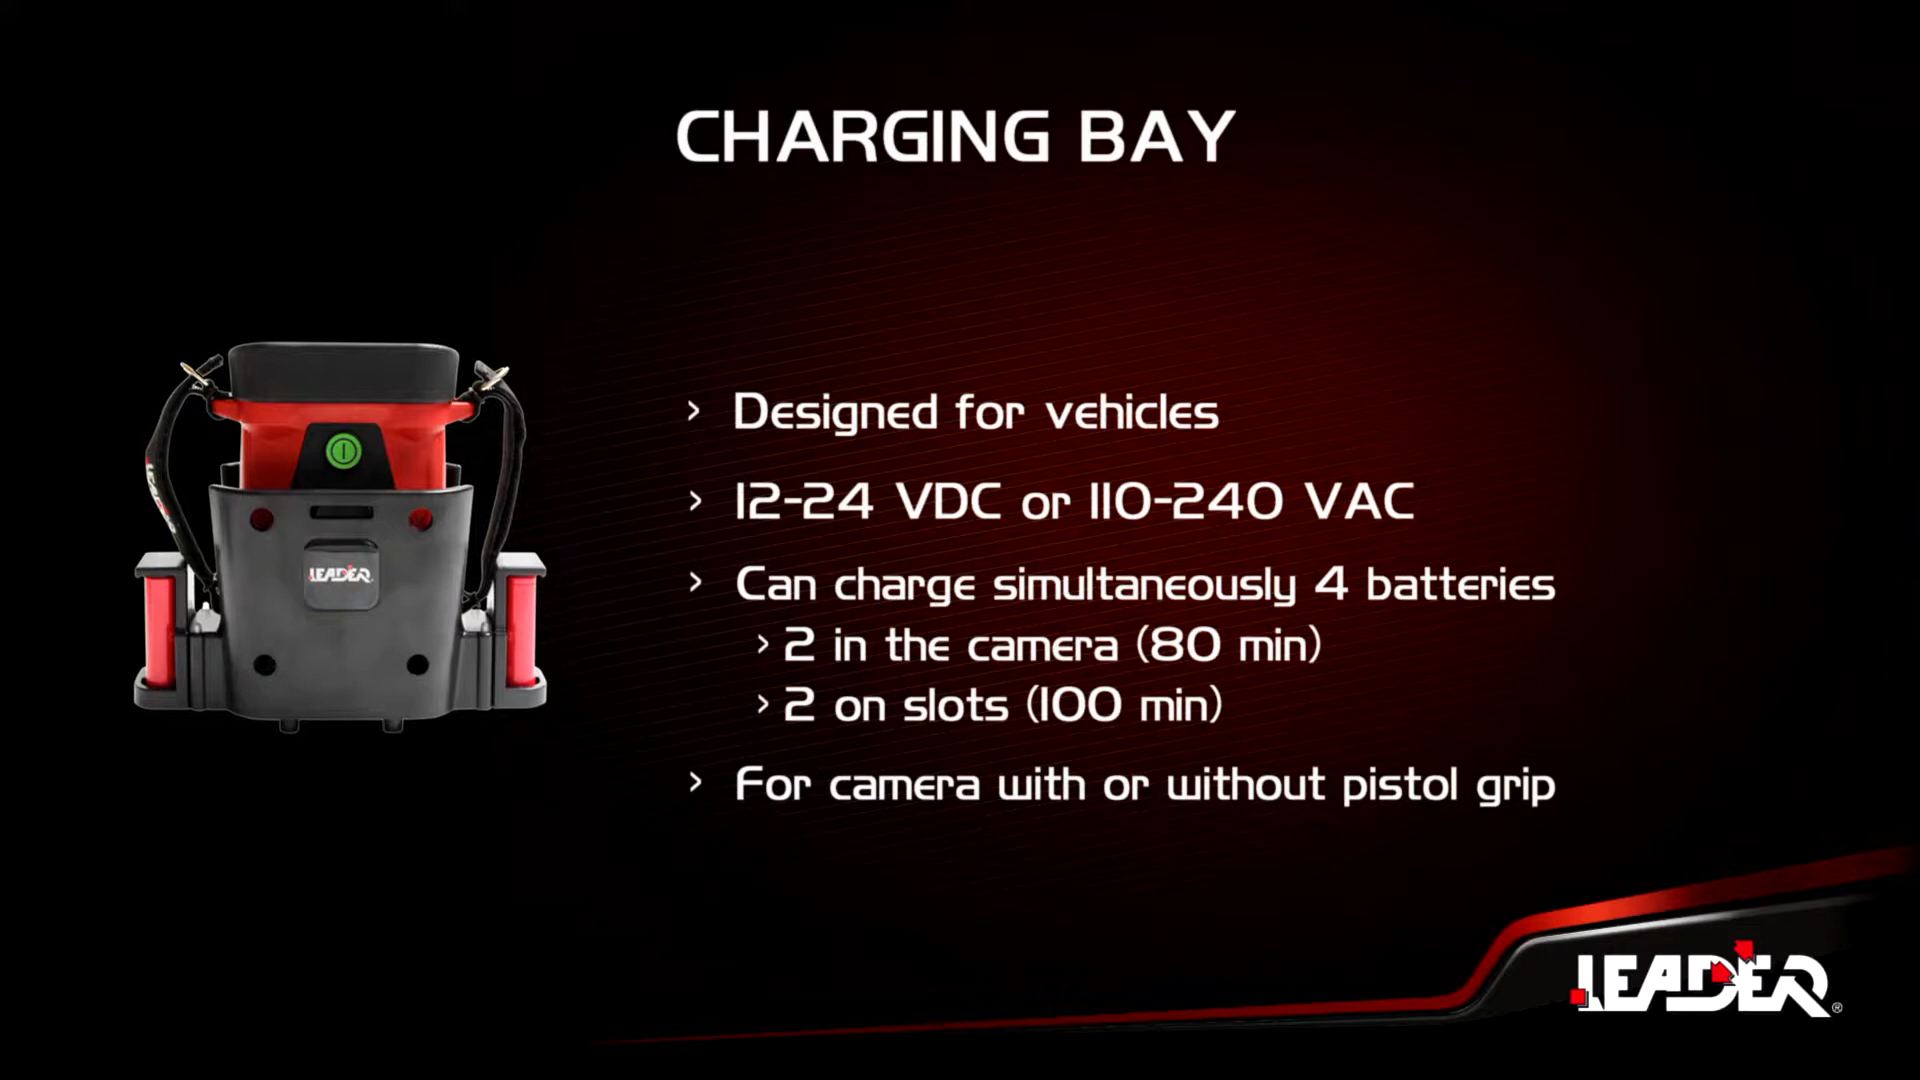 CHARGING BAY
› Designed for vehicles
› 12-24 VDC or 110-240 VAC
› Can charge simultaneously 4 batteries
› 2 in the camera (80 min)
› 2 on slots (100 min)
› For camera with or without pistol grip
LEADER
LEADER®